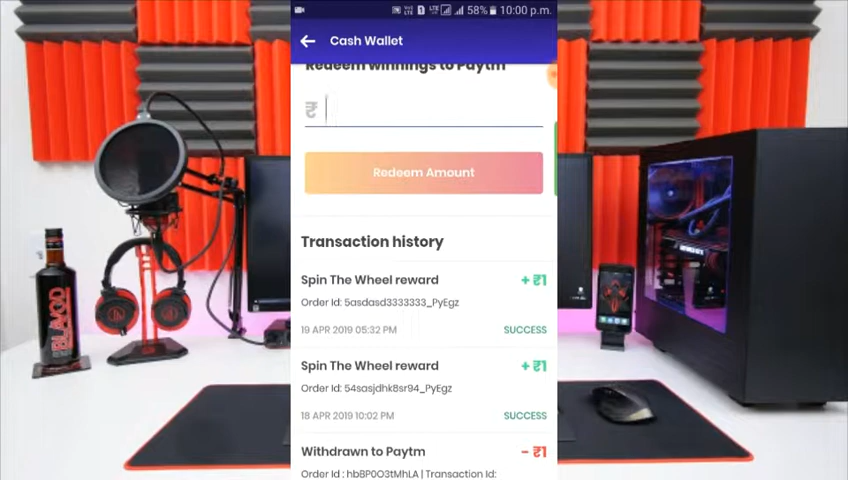 58% 10:00 p.m.
Cash Wallet
Redeem winnings to Paytm
₹
Redeem Amount
Transaction history
Spin The Wheel reward + ₹1
Order Id: 5asdasd3333333_PyEgz
19 APR 2019 05:32 PM SUCCESS
Spin The Wheel reward + ₹1
Order Id: 54sasjdhk8sr94_PyEgz
18 APR 2019 10:02 PM SUCCESS
Withdrawn to Paytm - ₹1
Order Id : hbBP0O3tMhLA | Transaction Id:
BLAVOD